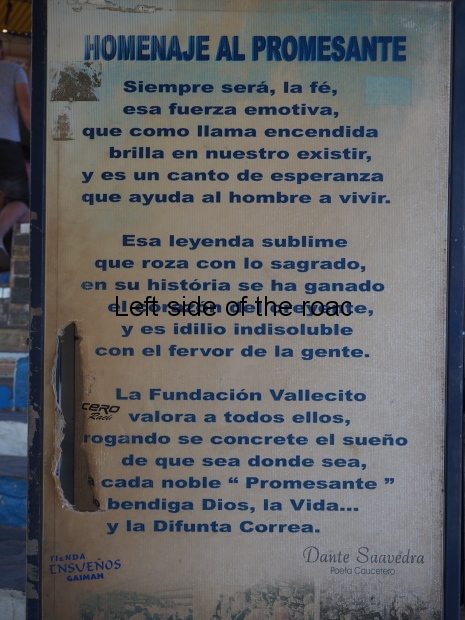 HOMENAJE AL PROMESANTE
Siempre será, la fé,
esa fuerza emotiva,
que como llama encendida
brilla en nuestro existir,
y es un canto de esperanza
que ayuda al hombre a vivir.
Esa leyenda sublime
que roza con lo sagrado,
en su história se ha ganado
Left side of the road
y es idilio indisoluble
con el fervor de la gente.
La Fundación Vallecito
CERO
valora a todos ellos,
rogando se concrete el sueño
de que sea donde sea,
a cada noble “ Promesante ”
bendiga Dios, la Vida...
y la Difunta Correa.
Dante Saavedra
Poeta Caucetero
TIENDA
ENSUEÑOS
GAIMAN